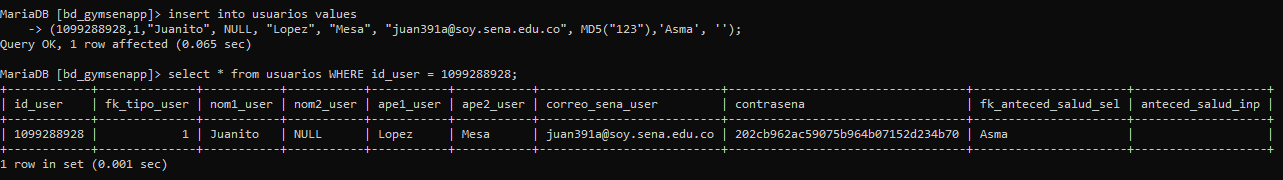 MariaDB [bd_gymsenapp]> insert into usuarios values
    -> (1099288928,1,"Juanito", NULL, "Lopez", "Mesa", "juan391a@soy.sena.edu.co", MD5("123"),'Asma', '');
Query OK, 1 row affected (0.065 sec)

MariaDB [bd_gymsenapp]> select * from usuarios WHERE id_user = 1099288928;
+------------+--------------+-----------+-----------+-----------+-----------+--------------------------+----------------------------------+----------------------+-------------------+
| id_user    | fk_tipo_user | nom1_user | nom2_user | ape1_user | ape2_user | correo_sena_user         | contrasena                       | fk_anteced_salud_sel | anteced_salud_inp |
+------------+--------------+-----------+-----------+-----------+-----------+--------------------------+----------------------------------+----------------------+-------------------+
| 1099288928 |            1 | Juanito   | NULL      | Lopez     | Mesa      | juan391a@soy.sena.edu.co | 202cb962ac59075b964b07152d234b70 | Asma                 |                   |
+------------+--------------+-----------+-----------+-----------+-----------+--------------------------+----------------------------------+----------------------+-------------------+
1 row in set (0.001 sec)